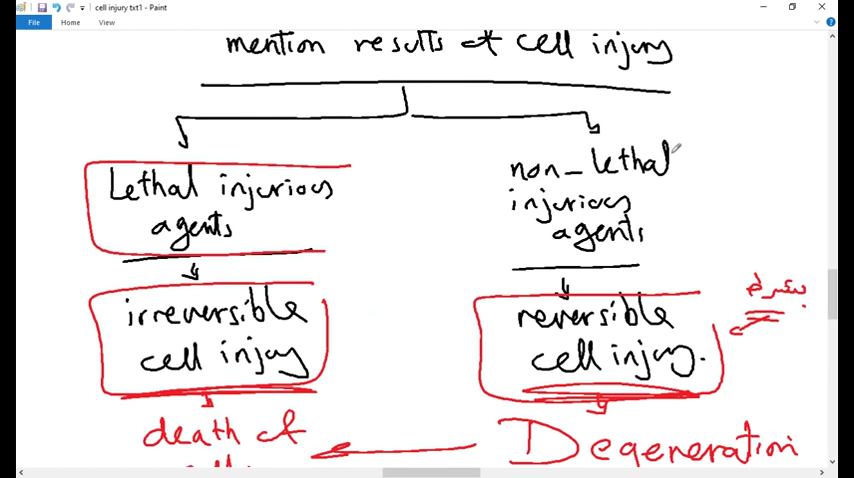 cell injury txt1 - Paint
File Home View
mention results of cell injury
Lethal injurious
agents
non-lethal
injurious
agents
irreversible
cell injury
reversible
cell injury.
death of
Degeneration